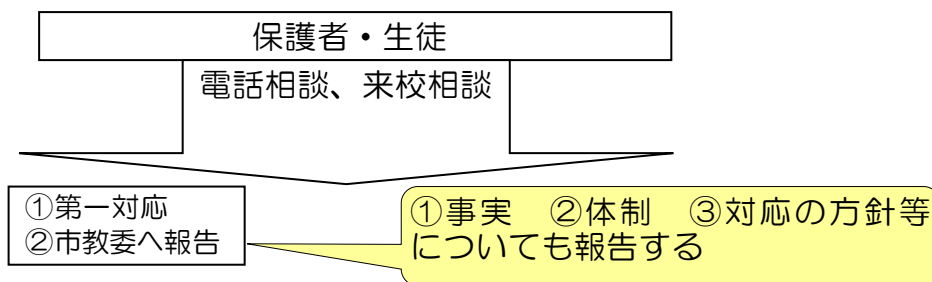 保護者・生徒
電話相談、来校相談
①第一対応
②市教委へ報告
①事実　②体制　③対応の方針等
についても報告する